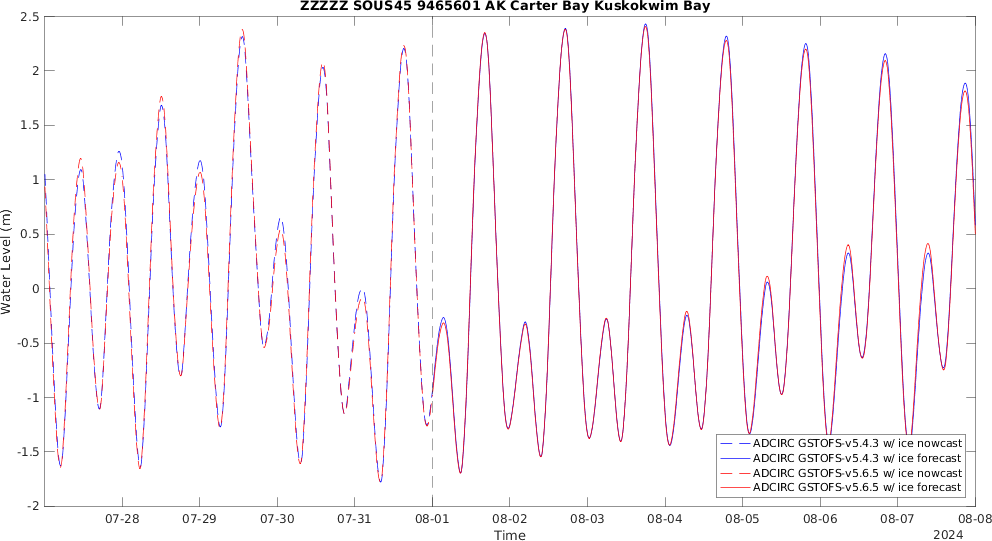 ZZZZZ SOUS45 9465601 AK Carter Bay Kuskokwim Bay
2.5
2
1.5
1
0.5
0
-0.5
-1
-1.5
-2
Water Level (m)
ADCIRC GSTOFS-v5.4.3 w/ ice nowcast
ADCIRC GSTOFS-v5.4.3 w/ ice forecast
ADCIRC GSTOFS-v5.6.5 w/ ice nowcast
ADCIRC GSTOFS-v5.6.5 w/ ice forecast
07-28 07-29 07-30 07-31 08-01 08-02 08-03 08-04 08-05 08-06 08-07 08-08
Time
2024